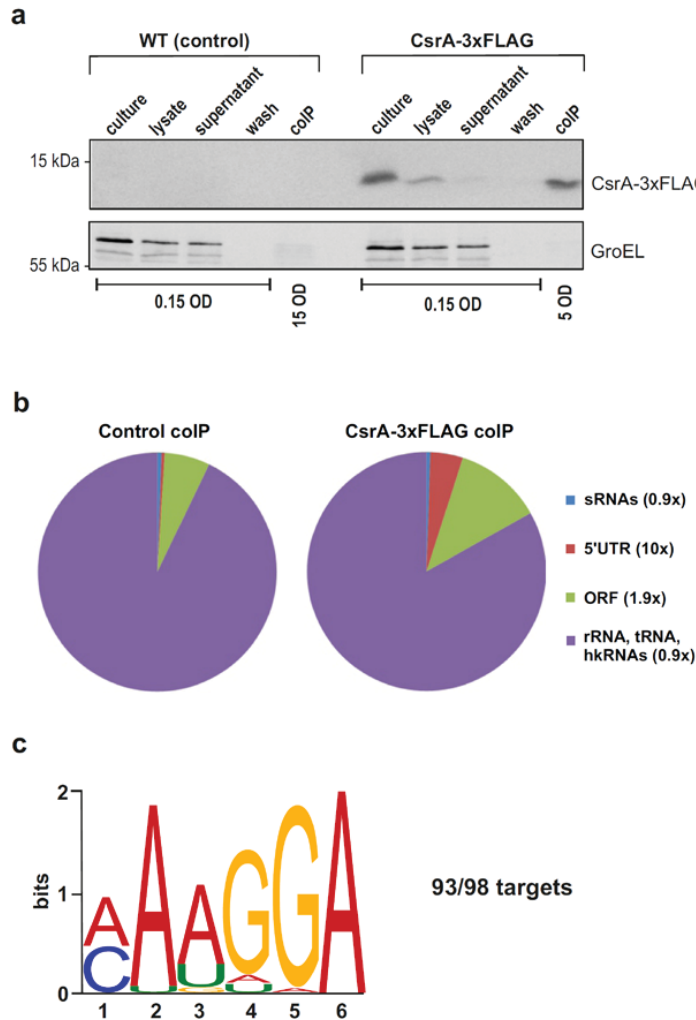 a
WT (control)
CsrA-3xFLAG
culture
lysate
supernatant
wash
coIP
culture
lysate
supernatant
wash
coIP
15 kDa
CsrA-3xFLAG
GroEL
55 kDa
0.15 OD
15 OD
0.15 OD
5 OD
b
Control coIP
CsrA-3xFLAG coIP
sRNAs (0.9x)
5'UTR (10x)
ORF (1.9x)
rRNA, tRNA,
hkRNAs (0.9x)
c
2
bits
1
0
A
C
A
U
A
U
G
G
A
U
G
A
A
1 2 3 4 5 6
93/98 targets